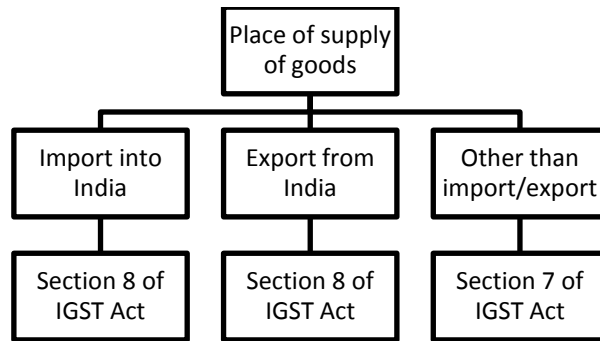 Place of supply
of goods
Import into
India
Export from
India
Other than
import/export
Section 8 of
IGST Act
Section 8 of
IGST Act
Section 7 of
IGST Act